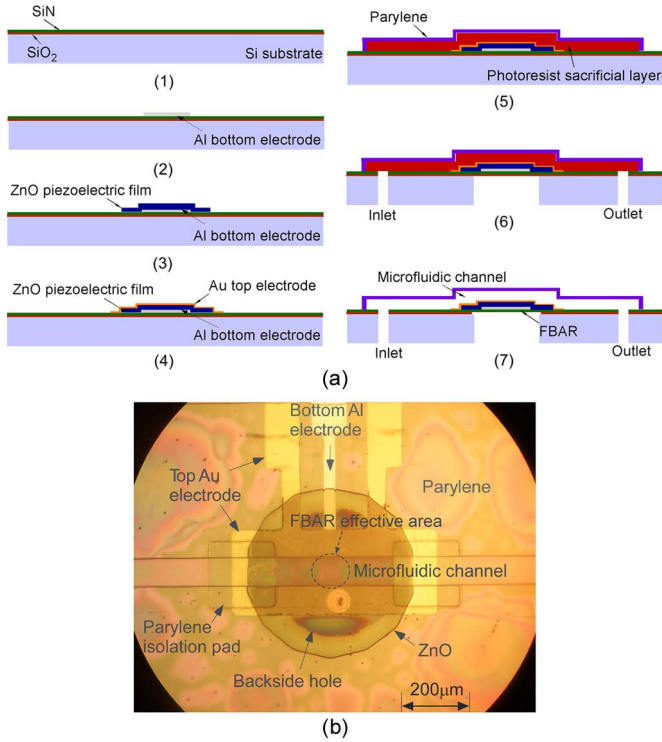 SiN
SiO2
Si substrate
(1)
Al bottom electrode
(2)
ZnO piezoelectric film
Al bottom electrode
(3)
ZnO piezoelectric film
Au top electrode
Al bottom electrode
(4)
Parylene
Photoresist sacrificial layer
(5)
Inlet
Outlet
(6)
Microfluidic channel
FBAR
Inlet
Outlet
(7)
(a)
Bottom Al
electrode
Top Au
electrode
Parylene
FBAR effective area
Microfluidic channel
Parylene
isolation pad
ZnO
Backside hole
200μm
(b)